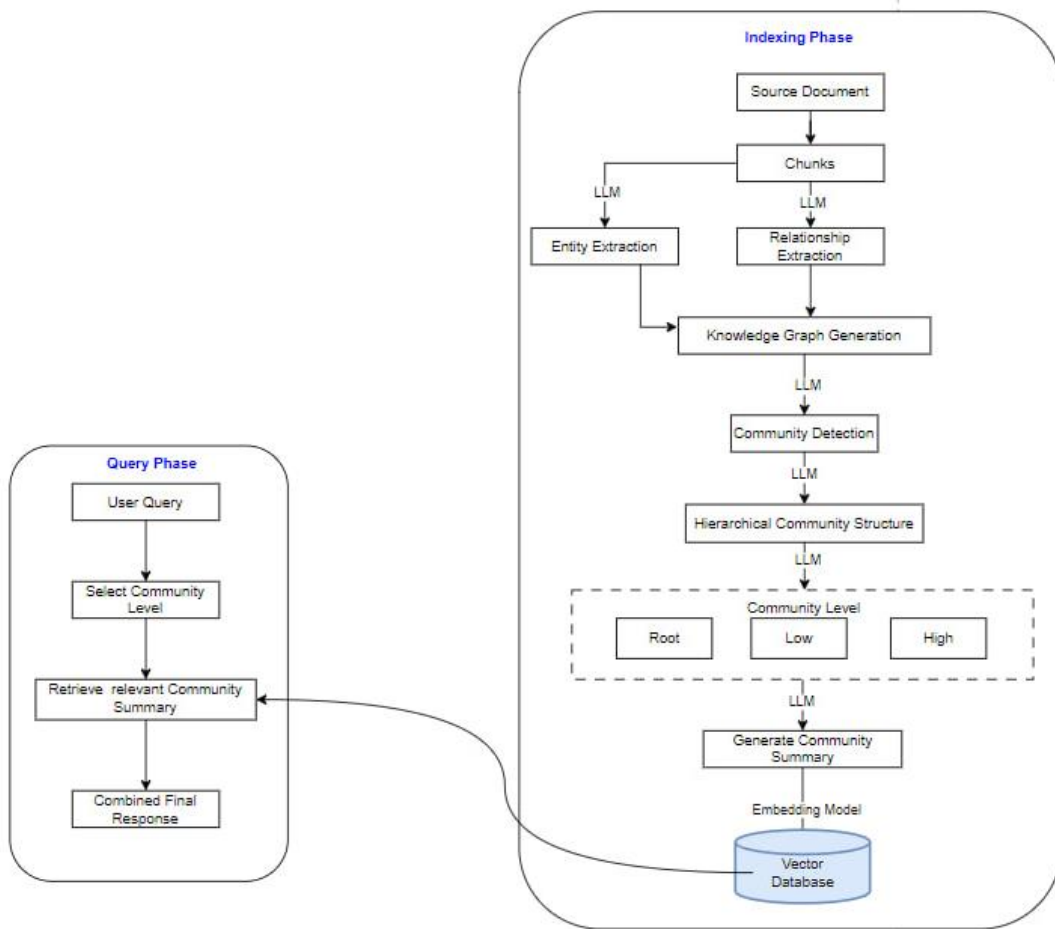 Indexing Phase
Source Document
Chunks
LLM
LLM
Entity Extraction
Relationship
Extraction
Knowledge Graph Generation
LLM
Community Detection
LLM
Hierarchical Community Structure
LLM
Community Level
Root
Low
High
LLM
Generate Community
Summary
Embedding Model
Vector
Database
Query Phase
User Query
Select Community
Level
Retrieve relevant Community
Summary
Combined Final
Response